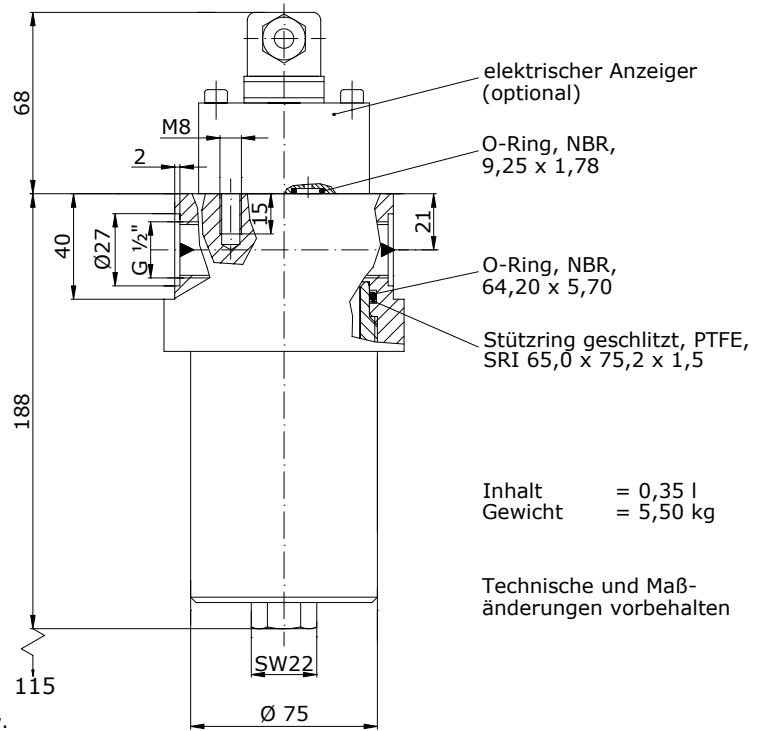 68
elektrischer Anzeiger
(optional)
M8
O-Ring, NBR,
9,25 x 1,78
2
40
Ø27
G ½"
15
21
O-Ring, NBR,
64,20 x 5,70
Stützring geschlitzt, PTFE,
SRI 65,0 x 75,2 x 1,5
188
Inhalt = 0,35 l
Gewicht = 5,50 kg
Technische und Maß-
änderungen vorbehalten
SW22
115
Ø 75